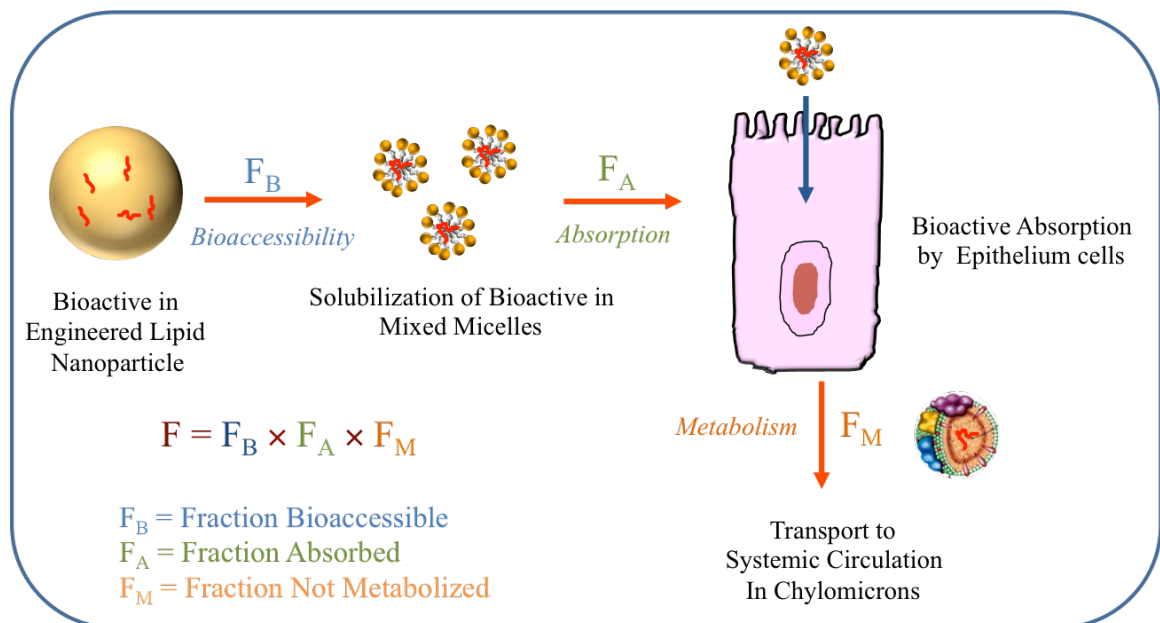 F_B
Bioaccessibility
F_A
Absorption
Bioactive in
Engineered Lipid
Nanoparticle
Solubilization of Bioactive in
Mixed Micelles
Bioactive Absorption
by Epithelium cells
F = F_B × F_A × F_M
Metabolism
F_M
F_B = Fraction Bioaccessible
F_A = Fraction Absorbed
F_M = Fraction Not Metabolized
Transport to
Systemic Circulation
In Chylomicrons